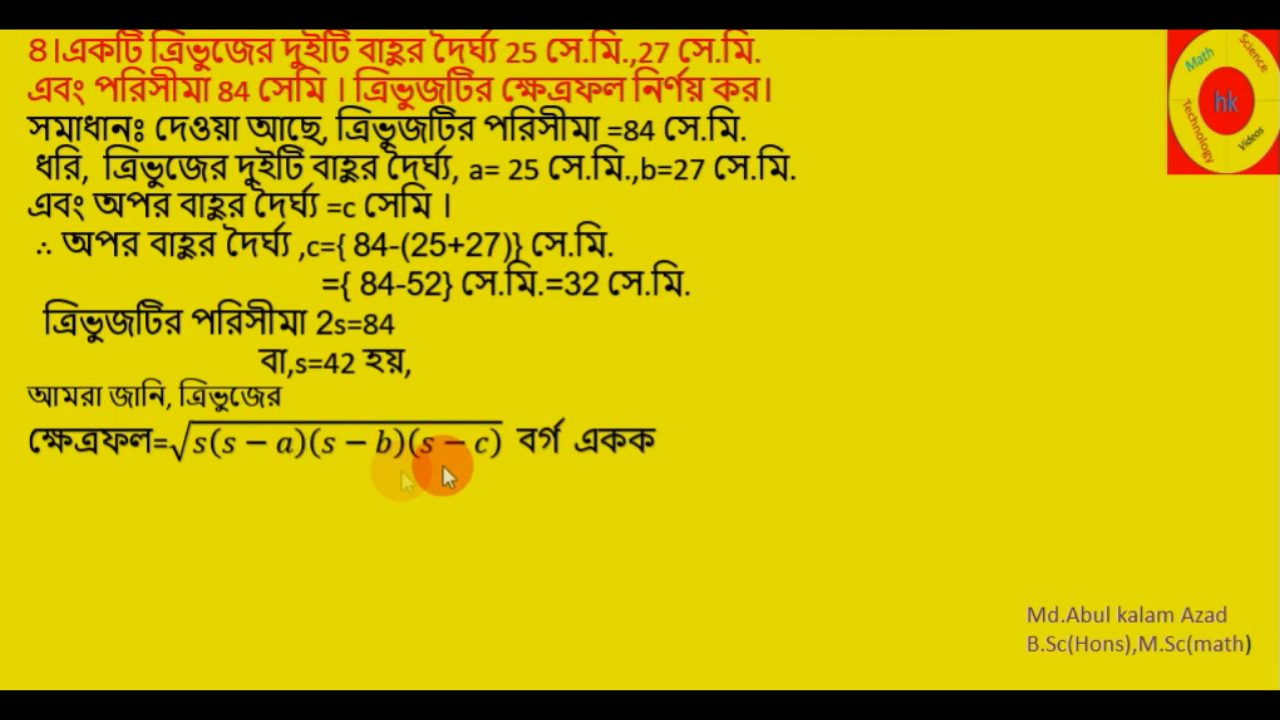 ৪।একটি ত্রিভুজের দুইটি বাহুর দৈর্ঘ্য 25 সে.মি.,27 সে.মি.
এবং পরিসীমা 84 সেমি। ত্রিভুজটির ক্ষেত্রফল নির্ণয় কর।
সমাধানঃ দেওয়া আছে, ত্রিভুজটির পরিসীমা =84 সে.মি.
ধরি, ত্রিভুজের দুইটি বাহুর দৈর্ঘ্য, a= 25 সে.মি.,b=27 সে.মি.
এবং অপর বাহুর দৈর্ঘ্য =c সেমি।
∴ অপর বাহুর দৈর্ঘ্য ,c={ 84-(25+27)} সে.মি.
={ 84-52} সে.মি.=32 সে.মি.
ত্রিভুজটির পরিসীমা 2s=84
বা,s=42 হয়,
আমরা জানি, ত্রিভুজের
ক্ষেত্রফল=√s(s − a)(s − b)(s − c) বর্গ একক
Math
Science
hk
Technology
Videos
Md.Abul kalam Azad
B.Sc(Hons),M.Sc(math)